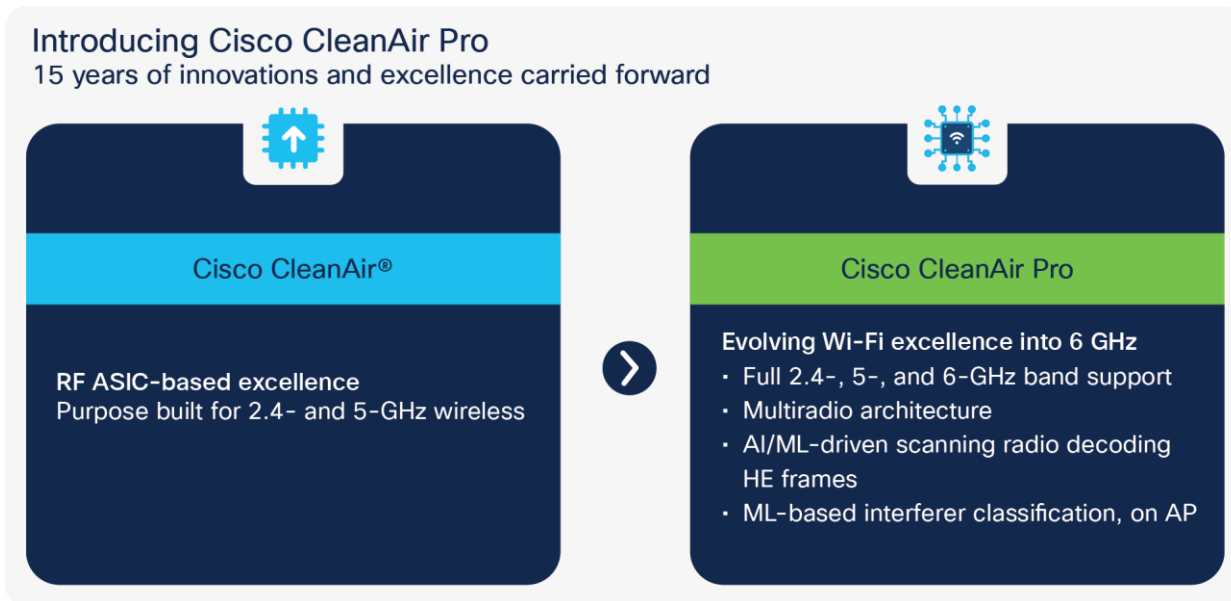 Introducing Cisco CleanAir Pro
15 years of innovations and excellence carried forward
Cisco CleanAir®
RF ASIC-based excellence
Purpose built for 2.4- and 5-GHz wireless
Cisco CleanAir Pro
Evolving Wi-Fi excellence into 6 GHz
· Full 2.4-, 5-, and 6-GHz band support
· Multiradio architecture
· AI/ML-driven scanning radio decoding
HE frames
· ML-based interferer classification, on AP